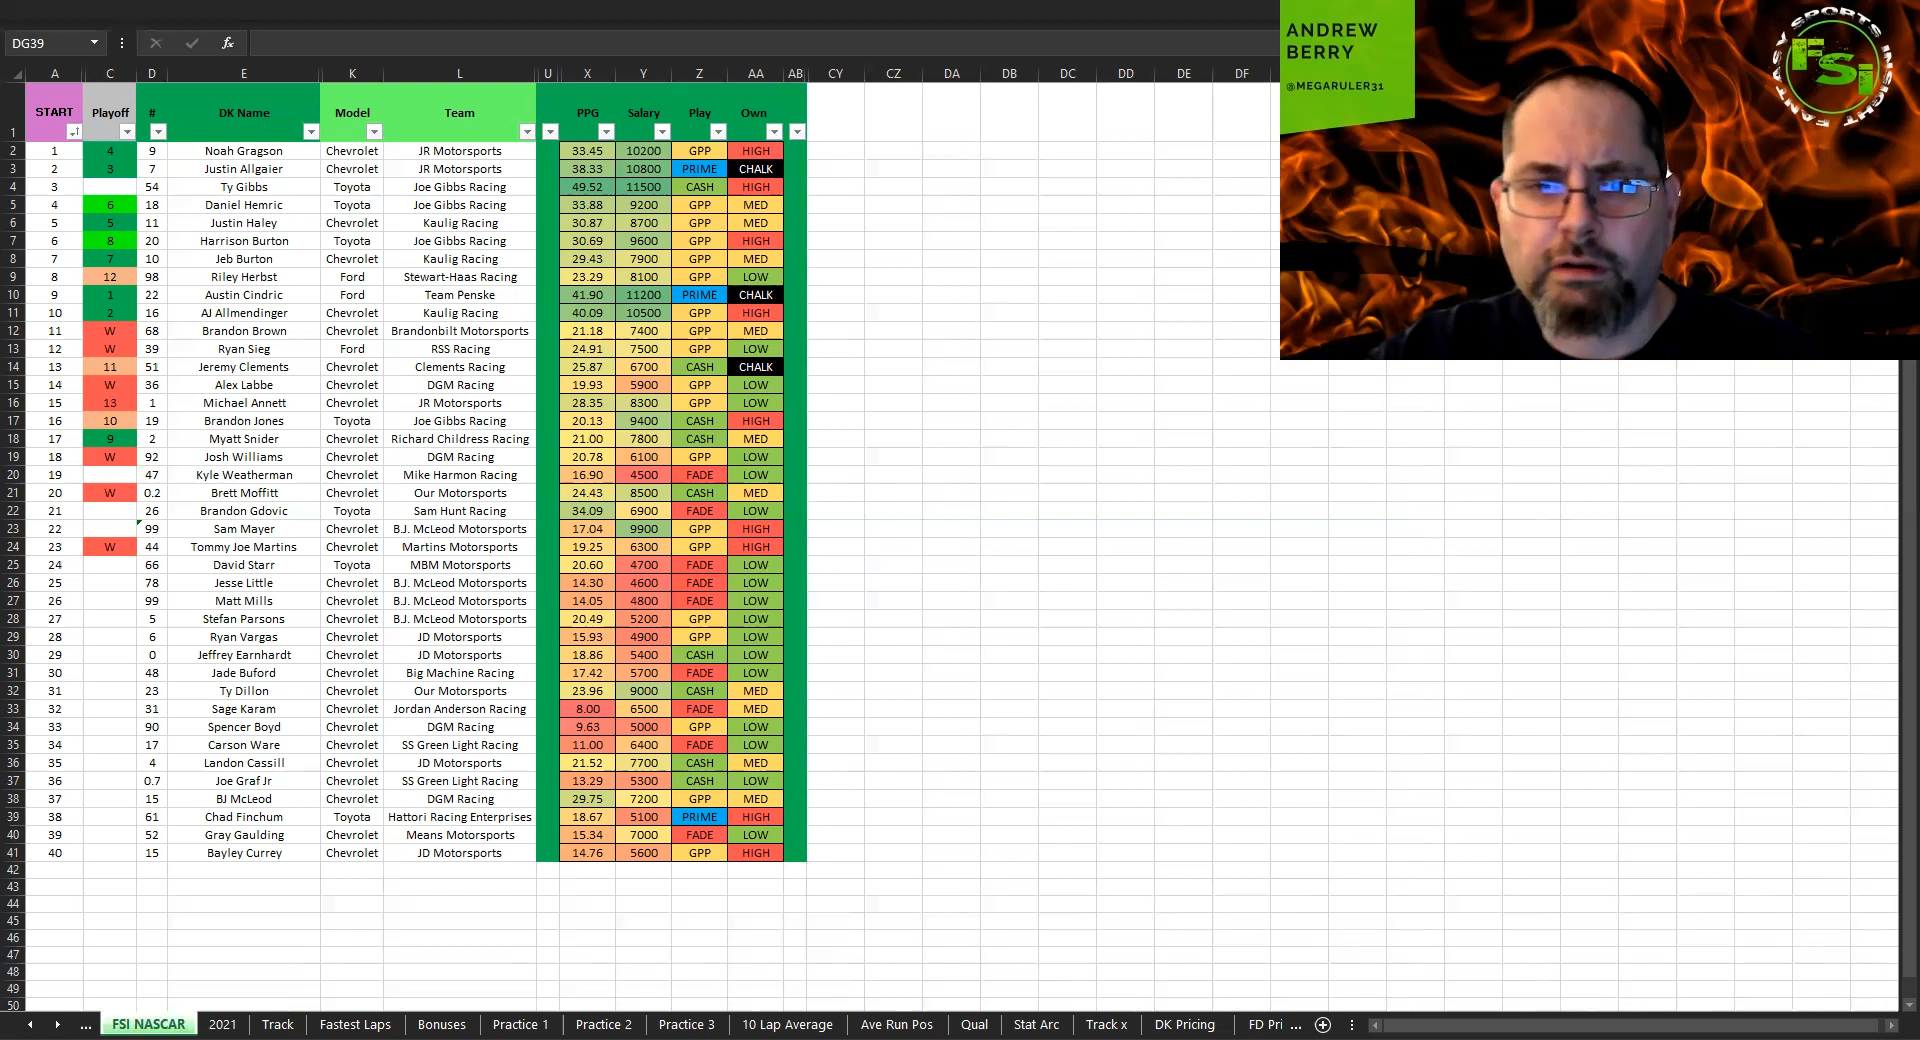 DG39
fx
A C D E K L U X Y Z AA AB CY CZ DA DB DC DD DE DF
START Playoff # DK Name Model Team PPG Salary Play Own
1
2 1 4 9 Noah Gragson Chevrolet JR Motorsports 33.45 10200 GPP HIGH
3 2 3 7 Justin Allgaier Chevrolet JR Motorsports 38.33 10800 PRIME CHALK
4 3 54 Ty Gibbs Toyota Joe Gibbs Racing 49.52 11500 CASH HIGH
5 4 6 18 Daniel Hemric Toyota Joe Gibbs Racing 33.88 9200 GPP MED
6 5 5 11 Justin Haley Chevrolet Kaulig Racing 30.87 8700 GPP MED
7 6 8 20 Harrison Burton Toyota Joe Gibbs Racing 30.69 9600 GPP HIGH
8 7 7 10 Jeb Burton Chevrolet Kaulig Racing 29.43 7900 GPP MED
9 8 12 98 Riley Herbst Ford Stewart-Haas Racing 23.29 8100 GPP LOW
10 9 1 22 Austin Cindric Ford Team Penske 41.90 11200 PRIME CHALK
11 10 2 16 AJ Allmendinger Chevrolet Kaulig Racing 40.09 10500 GPP HIGH
12 11 W 68 Brandon Brown Chevrolet Brandonbilt Motorsports 21.18 7400 GPP MED
13 12 W 39 Ryan Sieg Ford RSS Racing 24.91 7500 GPP LOW
14 13 11 51 Jeremy Clements Chevrolet Clements Racing 25.87 6700 CASH CHALK
15 14 W 36 Alex Labbe Chevrolet DGM Racing 19.93 5900 GPP LOW
16 15 13 1 Michael Annett Chevrolet JR Motorsports 28.35 8300 GPP LOW
17 16 10 19 Brandon Jones Toyota Joe Gibbs Racing 20.13 9400 CASH HIGH
18 17 9 2 Myatt Snider Chevrolet Richard Childress Racing 21.00 7800 CASH MED
19 18 W 92 Josh Williams Chevrolet DGM Racing 20.78 6100 GPP LOW
20 19 47 Kyle Weatherman Chevrolet Mike Harmon Racing 16.90 4500 FADE LOW
21 20 W 0.2 Brett Moffitt Chevrolet Our Motorsports 24.43 8500 CASH MED
22 21 26 Brandon Gdovic Toyota Sam Hunt Racing 34.09 6900 FADE LOW
23 22 99 Sam Mayer Chevrolet B.J. McLeod Motorsports 17.04 9900 GPP HIGH
24 23 W 44 Tommy Joe Martins Chevrolet Martins Motorsports 19.25 6300 GPP HIGH
25 24 66 David Starr Toyota MBM Motorsports 20.60 4700 FADE LOW
26 25 78 Jesse Little Chevrolet B.J. McLeod Motorsports 14.30 4600 FADE LOW
27 26 99 Matt Mills Chevrolet B.J. McLeod Motorsports 14.05 4800 FADE LOW
28 27 5 Stefan Parsons Chevrolet B.J. McLeod Motorsports 20.49 5200 GPP LOW
29 28 6 Ryan Vargas Chevrolet JD Motorsports 15.93 4900 GPP LOW
30 29 0 Jeffrey Earnhardt Chevrolet JD Motorsports 18.86 5400 CASH LOW
31 30 48 Jade Buford Chevrolet Big Machine Racing 17.42 5700 FADE LOW
32 31 23 Ty Dillon Chevrolet Our Motorsports 23.96 9000 CASH MED
33 32 31 Sage Karam Chevrolet Jordan Anderson Racing 8.00 6500 FADE MED
34 33 90 Spencer Boyd Chevrolet DGM Racing 9.63 5000 GPP LOW
35 34 17 Carson Ware Chevrolet SS Green Light Racing 11.00 6400 FADE LOW
36 35 4 Landon Cassill Chevrolet JD Motorsports 21.52 7700 CASH MED
37 36 0.7 Joe Graf Jr Chevrolet SS Green Light Racing 13.29 5300 CASH LOW
38 37 15 BJ McLeod Chevrolet DGM Racing 29.75 7200 GPP MED
39 38 61 Chad Finchum Toyota Hattori Racing Enterprises 18.67 5100 PRIME HIGH
40 39 52 Gray Gaulding Chevrolet Means Motorsports 15.34 7000 FADE LOW
41 40 15 Bayley Currey Chevrolet JD Motorsports 14.76 5600 GPP HIGH
42
43
44
45
46
47
48
49
50
... FSI NASCAR 2021 Track Fastest Laps Bonuses Practice 1 Practice 2 Practice 3 10 Lap Average Ave Run Pos Qual Stat Arc Track x DK Pricing FD Pri ...
ANDREW
BERRY
@MEGARULER31
FANTASY SPORTS INSIGHT
FSi